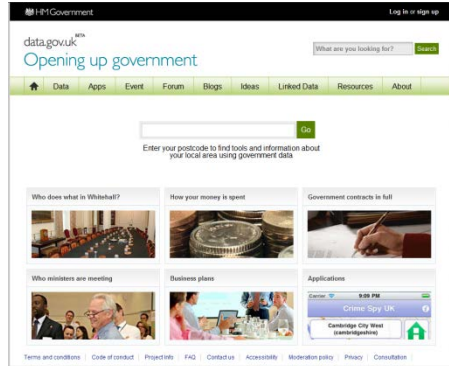 HM Government
Log in or sign up
data.gov.uk BETA
Opening up government
What are you looking for?
Search
Data Apps Event Forum Blogs Ideas Linked Data Resources About
Go
Enter your postcode to find tools and information about
your local area using government data
Who does what in Whitehall?
How your money is spent
Government contracts in full
Who ministers are meeting
Business plans
Applications
Carrier 9:09 PM
Crime Spy UK
Cambridge City West
(cambridgeshire)
Terms and conditions | Code of conduct | Project Info | FAQ | Contact us | Accessibility | Moderation policy | Privacy | Consultation